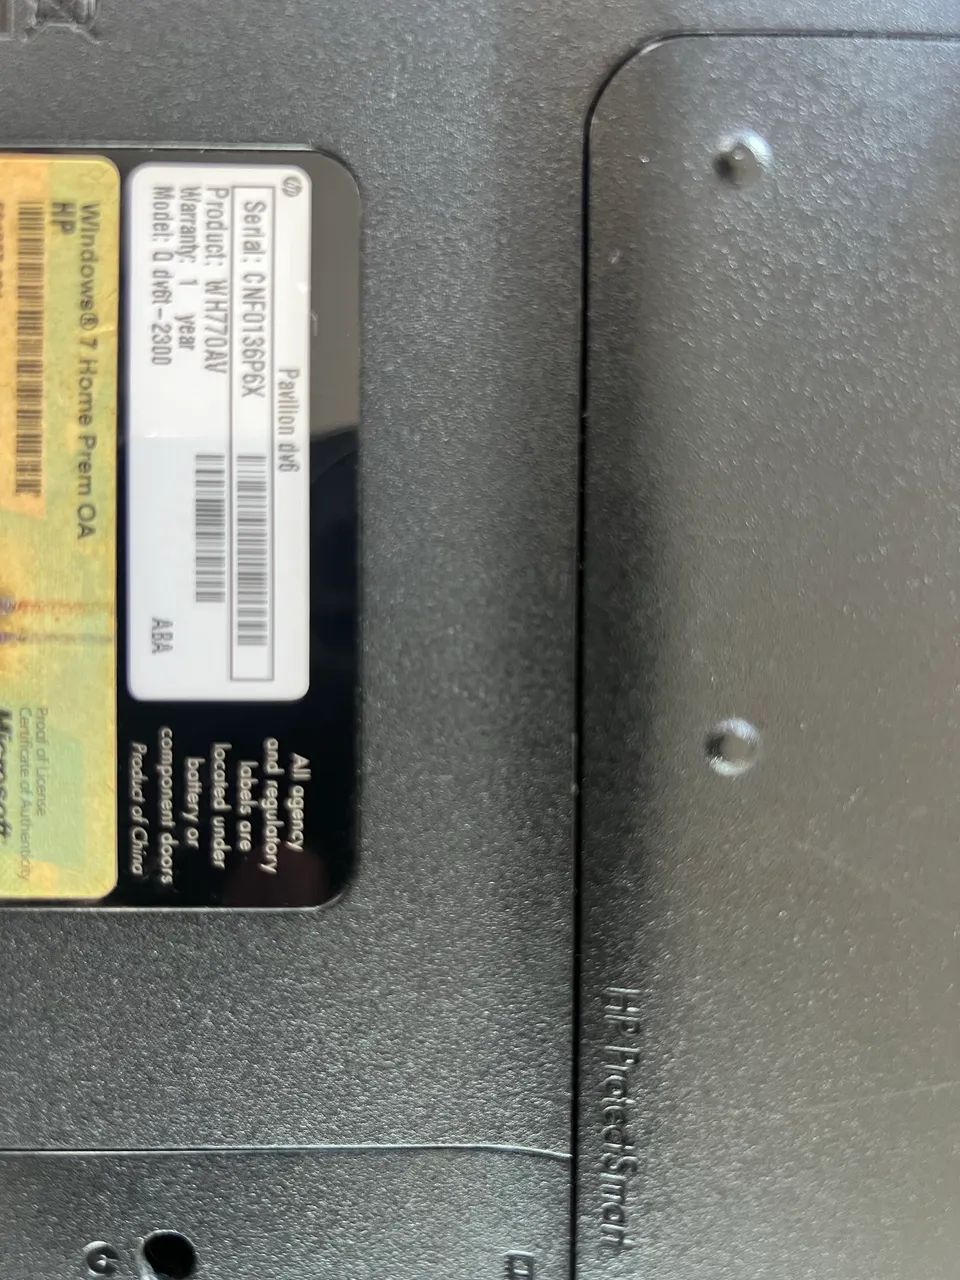 hp
Pavilion dv6
Serial: CNF0136P6X
Product: WH770AV
Warranty: 1 year
Model: Q dv6t-2300
ABA
All agency
and regulatory
labels are
located under
battery or
component doors
Product of China
Windows® 7 Home Prem OA
HP
Proof of License
Certificate of Authenticity
Microsoft
HP ProtectSmart